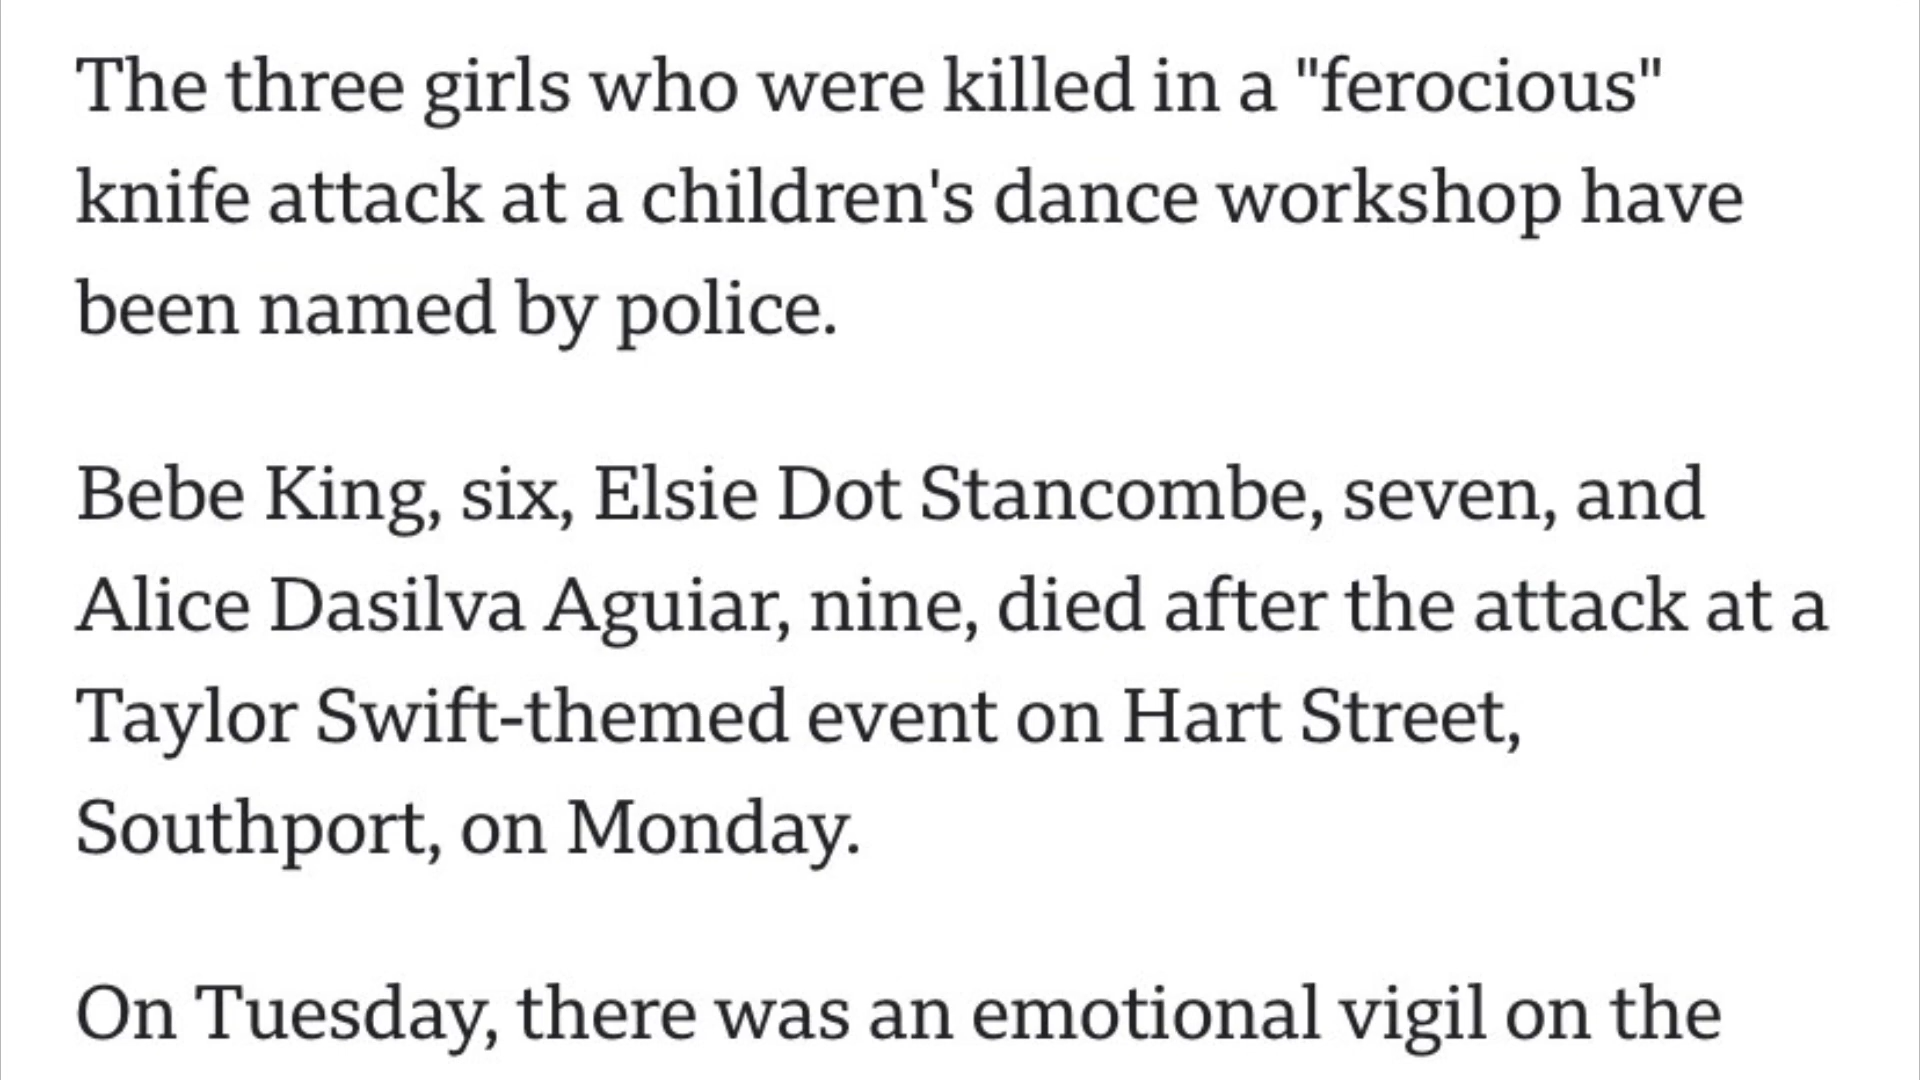 The three girls who were killed in a "ferocious"
knife attack at a children's dance workshop have
been named by police.
Bebe King, six, Elsie Dot Stancombe, seven, and
Alice Dasilva Aguiar, nine, died after the attack at a
Taylor Swift-themed event on Hart Street,
Southport, on Monday.
On Tuesday, there was an emotional vigil on the